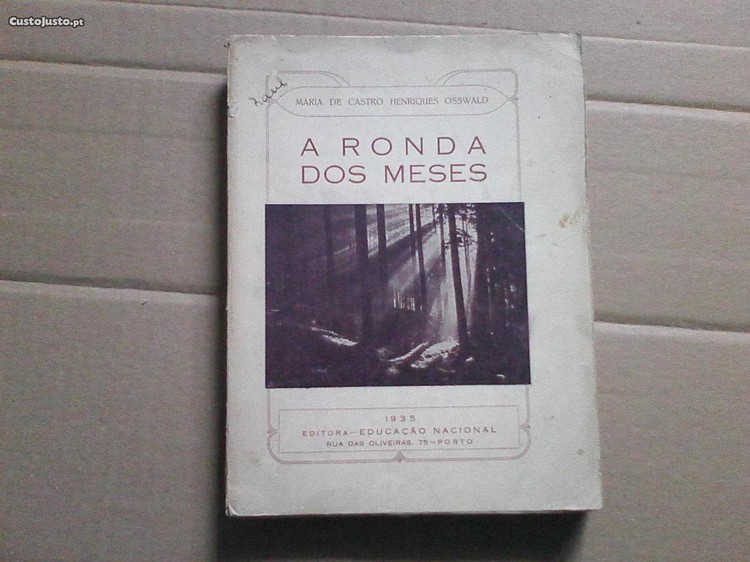 CustoJusto.pt
MARIA DE CASTRO HENRIQUES OSSWALD
A RONDA
DOS MESES
1935
EDITORA—EDUCAÇÃO NACIONAL
RUA DAS OLIVEIRAS, 75—PORTO